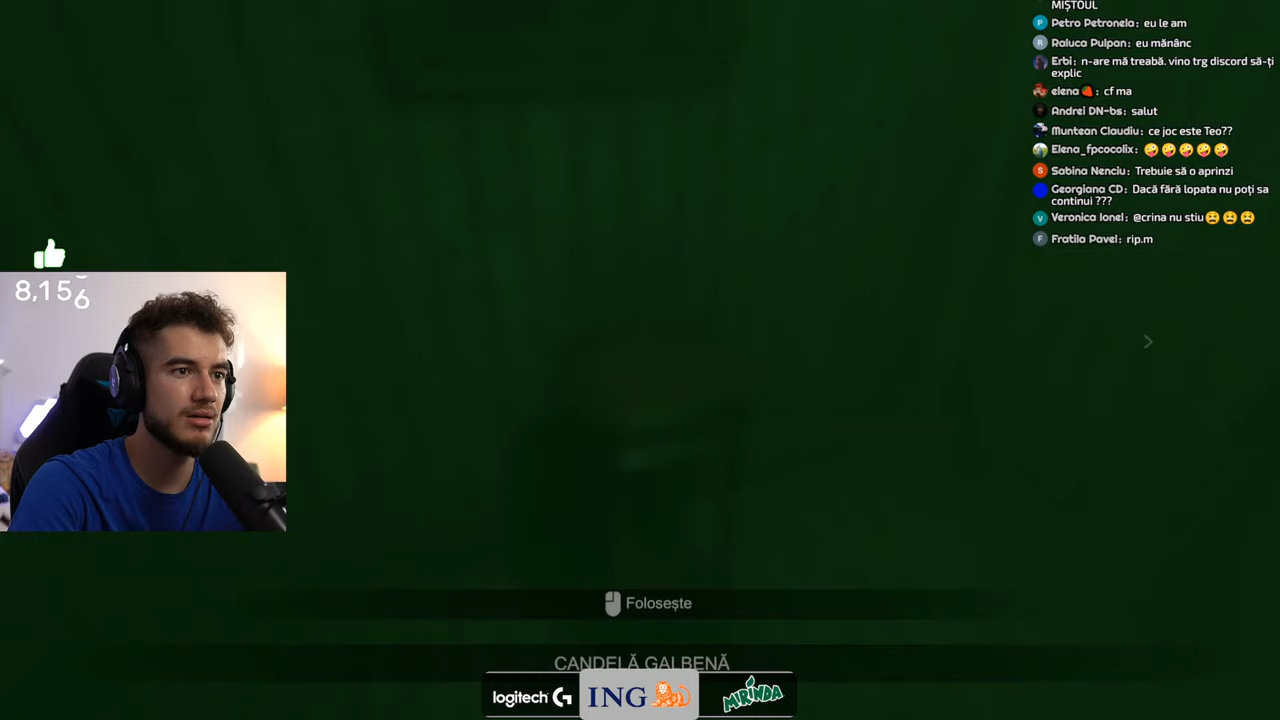 MIȘTOUL
Petro Petronela: eu le am
Raluca Pulpan: eu mănânc
Erbi: n-are mă treabă. vino trg discord să-ți
explic
elena 🍓: cf ma
Andrei DN-bs: salut
Muntean Claudiu: ce joc este Teo??
Elena_fpcocolix: 🤪🤪🤪🤪🤪
Sabina Nenciu: Trebuie să o aprinzi
Georgiana CD: Dacă fără lopata nu poți sa
continui ???
Veronica Ionel: @crina nu stiu😫😫😫
Fratila Pavel: rip.m
8,156
Folosește
CANDELĂ GALBENĂ
logitech G
ING
MIRINDA